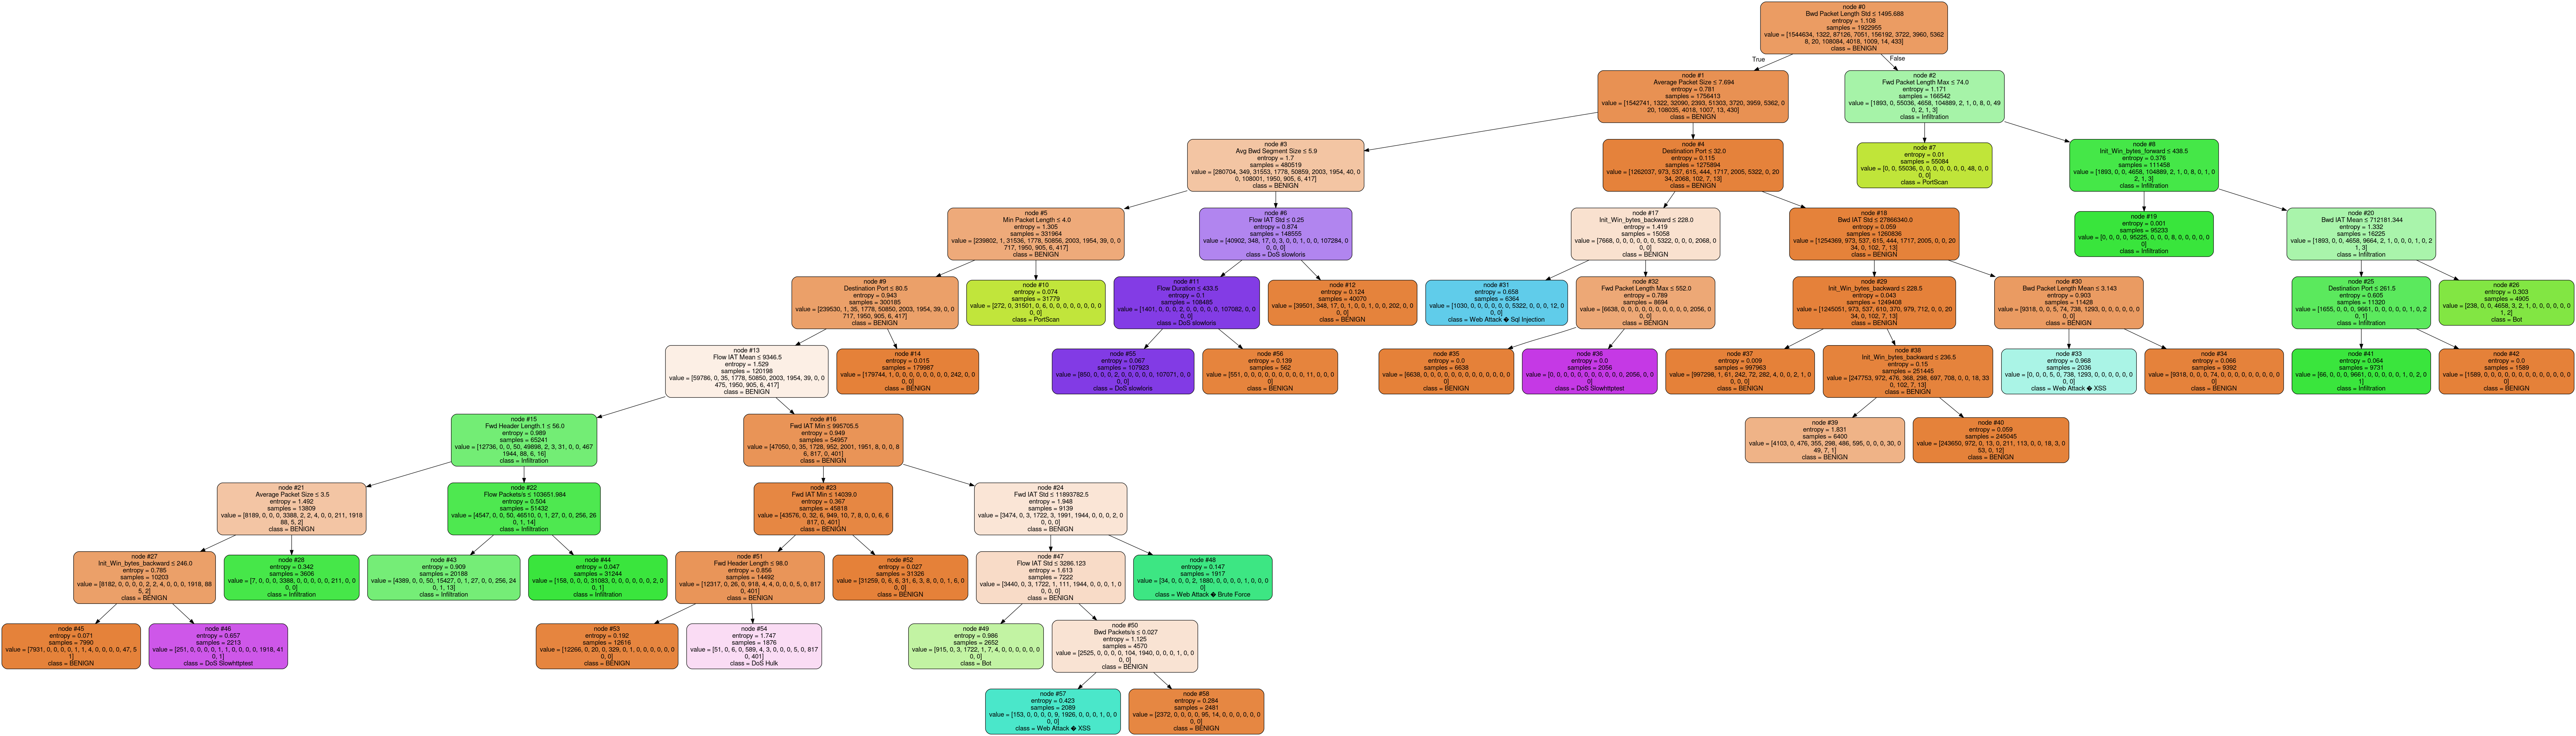 node #0
Bwd Packet Length Std ≤ 1495.688
entropy = 1.108
samples = 1922955
value = [1544634, 1322, 87126, 7051, 156192, 3722, 3960, 5362
8, 20, 108084, 4018, 1009, 14, 433]
class = BENIGN
True
False
node #1
Average Packet Size ≤ 7.694
entropy = 0.781
samples = 1756413
value = [1542741, 1322, 32090, 2393, 51303, 3720, 3959, 5362, 0
20, 108035, 4018, 1007, 13, 430]
class = BENIGN
node #2
Fwd Packet Length Max ≤ 74.0
entropy = 1.171
samples = 166542
value = [1893, 0, 55036, 4658, 104889, 2, 1, 0, 8, 0, 49
0, 2, 1, 3]
class = Infiltration
node #3
Avg Bwd Segment Size ≤ 5.9
entropy = 1.7
samples = 480519
value = [280704, 349, 31553, 1778, 50859, 2003, 1954, 40, 0
0, 108001, 1950, 905, 6, 417]
class = BENIGN
node #4
Destination Port ≤ 32.0
entropy = 0.115
samples = 1275894
value = [1262037, 973, 537, 615, 444, 1717, 2005, 5322, 0, 20
34, 2068, 102, 7, 13]
class = BENIGN
node #7
entropy = 0.01
samples = 55084
value = [0, 0, 55036, 0, 0, 0, 0, 0, 0, 0, 48, 0, 0
0, 0]
class = PortScan
node #8
Init_Win_bytes_forward ≤ 438.5
entropy = 0.376
samples = 111458
value = [1893, 0, 0, 4658, 104889, 2, 1, 0, 8, 0, 1, 0
2, 1, 3]
class = Infiltration
node #5
Min Packet Length ≤ 4.0
entropy = 1.305
samples = 331964
value = [239802, 1, 31536, 1778, 50856, 2003, 1954, 39, 0, 0
717, 1950, 905, 6, 417]
class = BENIGN
node #6
Flow IAT Std ≤ 0.25
entropy = 0.874
samples = 148555
value = [40902, 348, 17, 0, 3, 0, 0, 1, 0, 0, 107284, 0
0, 0, 0]
class = DoS slowloris
node #17
Init_Win_bytes_backward ≤ 228.0
entropy = 1.419
samples = 15058
value = [7668, 0, 0, 0, 0, 0, 0, 5322, 0, 0, 0, 2068, 0
0, 0]
class = BENIGN
node #18
Bwd IAT Std ≤ 27866340.0
entropy = 0.059
samples = 1260836
value = [1254369, 973, 537, 615, 444, 1717, 2005, 0, 0, 20
34, 0, 102, 7, 13]
class = BENIGN
node #19
entropy = 0.001
samples = 95233
value = [0, 0, 0, 0, 95225, 0, 0, 0, 8, 0, 0, 0, 0, 0
0]
class = Infiltration
node #20
Bwd IAT Mean ≤ 712181.344
entropy = 1.332
samples = 16225
value = [1893, 0, 0, 4658, 9664, 2, 1, 0, 0, 0, 1, 0, 2
1, 3]
class = Infiltration
node #9
Destination Port ≤ 80.5
entropy = 0.943
samples = 300185
value = [239530, 1, 35, 1778, 50850, 2003, 1954, 39, 0, 0
717, 1950, 905, 6, 417]
class = BENIGN
node #10
entropy = 0.074
samples = 31779
value = [272, 0, 31501, 0, 6, 0, 0, 0, 0, 0, 0, 0, 0
0, 0]
class = PortScan
node #11
Flow Duration ≤ 433.5
entropy = 0.1
samples = 108485
value = [1401, 0, 0, 0, 2, 0, 0, 0, 0, 0, 107082, 0, 0
0, 0]
class = DoS slowloris
node #12
entropy = 0.124
samples = 40070
value = [39501, 348, 17, 0, 1, 0, 0, 1, 0, 0, 202, 0, 0
0, 0]
class = BENIGN
node #31
entropy = 0.658
samples = 6364
value = [1030, 0, 0, 0, 0, 0, 0, 5322, 0, 0, 0, 12, 0
0, 0]
class = Web Attack � Sql Injection
node #32
Fwd Packet Length Max ≤ 552.0
entropy = 0.789
samples = 8694
value = [6638, 0, 0, 0, 0, 0, 0, 0, 0, 0, 0, 2056, 0
0, 0]
class = BENIGN
node #29
Init_Win_bytes_backward ≤ 228.5
entropy = 0.043
samples = 1249408
value = [1245051, 973, 537, 610, 370, 979, 712, 0, 0, 20
34, 0, 102, 7, 13]
class = BENIGN
node #30
Bwd Packet Length Mean ≤ 3.143
entropy = 0.903
samples = 11428
value = [9318, 0, 0, 5, 74, 738, 1293, 0, 0, 0, 0, 0, 0
0, 0]
class = BENIGN
node #25
Destination Port ≤ 261.5
entropy = 0.605
samples = 11320
value = [1655, 0, 0, 0, 9661, 0, 0, 0, 0, 0, 1, 0, 2
0, 1]
class = Infiltration
node #26
entropy = 0.303
samples = 4905
value = [238, 0, 0, 4658, 3, 2, 1, 0, 0, 0, 0, 0, 0
1, 2]
class = Bot
node #13
Flow IAT Mean ≤ 9346.5
entropy = 1.529
samples = 120198
value = [59786, 0, 35, 1778, 50850, 2003, 1954, 39, 0, 0
475, 1950, 905, 6, 417]
class = BENIGN
node #14
entropy = 0.015
samples = 179987
value = [179744, 1, 0, 0, 0, 0, 0, 0, 0, 0, 242, 0, 0
0, 0]
class = BENIGN
node #55
entropy = 0.067
samples = 107923
value = [850, 0, 0, 0, 2, 0, 0, 0, 0, 0, 107071, 0, 0
0, 0]
class = DoS slowloris
node #56
entropy = 0.139
samples = 562
value = [551, 0, 0, 0, 0, 0, 0, 0, 0, 0, 11, 0, 0, 0
0]
class = BENIGN
node #35
entropy = 0.0
samples = 6638
value = [6638, 0, 0, 0, 0, 0, 0, 0, 0, 0, 0, 0, 0, 0
0]
class = BENIGN
node #36
entropy = 0.0
samples = 2056
value = [0, 0, 0, 0, 0, 0, 0, 0, 0, 0, 0, 2056, 0, 0
0]
class = DoS Slowhttptest
node #37
entropy = 0.009
samples = 997963
value = [997298, 1, 61, 242, 72, 282, 4, 0, 0, 2, 1, 0
0, 0, 0]
class = BENIGN
node #38
Init_Win_bytes_backward ≤ 236.5
entropy = 0.15
samples = 251445
value = [247753, 972, 476, 368, 298, 697, 708, 0, 0, 18, 33
0, 102, 7, 13]
class = BENIGN
node #33
entropy = 0.968
samples = 2036
value = [0, 0, 0, 5, 0, 738, 1293, 0, 0, 0, 0, 0, 0
0, 0]
class = Web Attack � XSS
node #34
entropy = 0.066
samples = 9392
value = [9318, 0, 0, 0, 74, 0, 0, 0, 0, 0, 0, 0, 0, 0
0]
class = BENIGN
node #41
entropy = 0.064
samples = 9731
value = [66, 0, 0, 0, 9661, 0, 0, 0, 0, 0, 1, 0, 2, 0
1]
class = Infiltration
node #42
entropy = 0.0
samples = 1589
value = [1589, 0, 0, 0, 0, 0, 0, 0, 0, 0, 0, 0, 0, 0
0]
class = BENIGN
node #15
Fwd Header Length.1 ≤ 56.0
entropy = 0.989
samples = 65241
value = [12736, 0, 0, 50, 49898, 2, 3, 31, 0, 0, 467
1944, 88, 6, 16]
class = Infiltration
node #16
Fwd IAT Min ≤ 995705.5
entropy = 0.949
samples = 54957
value = [47050, 0, 35, 1728, 952, 2001, 1951, 8, 0, 0, 8
6, 817, 0, 401]
class = BENIGN
node #39
entropy = 1.831
samples = 6400
value = [4103, 0, 476, 355, 298, 486, 595, 0, 0, 0, 30, 0
49, 7, 1]
class = BENIGN
node #40
entropy = 0.059
samples = 245045
value = [243650, 972, 0, 13, 0, 211, 113, 0, 0, 18, 3, 0
53, 0, 12]
class = BENIGN
node #21
Average Packet Size ≤ 3.5
entropy = 1.492
samples = 13809
value = [8189, 0, 0, 0, 3388, 2, 2, 4, 0, 0, 211, 1918
88, 5, 2]
class = BENIGN
node #22
Flow Packets/s ≤ 103651.984
entropy = 0.504
samples = 51432
value = [4547, 0, 0, 50, 46510, 0, 1, 27, 0, 0, 256, 26
0, 1, 14]
class = Infiltration
node #23
Fwd IAT Min ≤ 14039.0
entropy = 0.367
samples = 45818
value = [43576, 0, 32, 6, 949, 10, 7, 8, 0, 0, 6, 6
817, 0, 401]
class = BENIGN
node #24
Fwd IAT Std ≤ 11893782.5
entropy = 1.948
samples = 9139
value = [3474, 0, 3, 1722, 3, 1991, 1944, 0, 0, 0, 2, 0
0, 0, 0]
class = BENIGN
node #27
Init_Win_bytes_backward ≤ 246.0
entropy = 0.785
samples = 10203
value = [8182, 0, 0, 0, 0, 2, 2, 4, 0, 0, 0, 1918, 88
5, 2]
class = BENIGN
node #28
entropy = 0.342
samples = 3606
value = [7, 0, 0, 0, 3388, 0, 0, 0, 0, 0, 211, 0, 0
0, 0]
class = Infiltration
node #43
entropy = 0.909
samples = 20188
value = [4389, 0, 0, 50, 15427, 0, 1, 27, 0, 0, 256, 24
0, 1, 13]
class = Infiltration
node #44
entropy = 0.047
samples = 31244
value = [158, 0, 0, 0, 31083, 0, 0, 0, 0, 0, 0, 2, 0
0, 1]
class = Infiltration
node #51
Fwd Header Length ≤ 98.0
entropy = 0.856
samples = 14492
value = [12317, 0, 26, 0, 918, 4, 4, 0, 0, 0, 5, 0, 817
0, 401]
class = BENIGN
node #52
entropy = 0.027
samples = 31326
value = [31259, 0, 6, 6, 31, 6, 3, 8, 0, 0, 1, 6, 0
0, 0]
class = BENIGN
node #47
Flow IAT Std ≤ 3286.123
entropy = 1.613
samples = 7222
value = [3440, 0, 3, 1722, 1, 111, 1944, 0, 0, 0, 1, 0
0, 0, 0]
class = BENIGN
node #48
entropy = 0.147
samples = 1917
value = [34, 0, 0, 0, 2, 1880, 0, 0, 0, 0, 1, 0, 0, 0
0]
class = Web Attack � Brute Force
node #45
entropy = 0.071
samples = 7990
value = [7931, 0, 0, 0, 0, 1, 1, 4, 0, 0, 0, 0, 47, 5
1]
class = BENIGN
node #46
entropy = 0.657
samples = 2213
value = [251, 0, 0, 0, 0, 1, 1, 0, 0, 0, 0, 1918, 41
0, 1]
class = DoS Slowhttptest
node #53
entropy = 0.192
samples = 12616
value = [12266, 0, 20, 0, 329, 0, 1, 0, 0, 0, 0, 0, 0
0, 0]
class = BENIGN
node #54
entropy = 1.747
samples = 1876
value = [51, 0, 6, 0, 589, 4, 3, 0, 0, 0, 5, 0, 817
0, 401]
class = DoS Hulk
node #49
entropy = 0.986
samples = 2652
value = [915, 0, 3, 1722, 1, 7, 4, 0, 0, 0, 0, 0, 0
0, 0]
class = Bot
node #50
Bwd Packets/s ≤ 0.027
entropy = 1.125
samples = 4570
value = [2525, 0, 0, 0, 0, 104, 1940, 0, 0, 0, 1, 0, 0
0, 0]
class = BENIGN
node #57
entropy = 0.423
samples = 2089
value = [153, 0, 0, 0, 0, 9, 1926, 0, 0, 0, 1, 0, 0
0, 0]
class = Web Attack � XSS
node #58
entropy = 0.284
samples = 2481
value = [2372, 0, 0, 0, 0, 95, 14, 0, 0, 0, 0, 0, 0
0, 0]
class = BENIGN